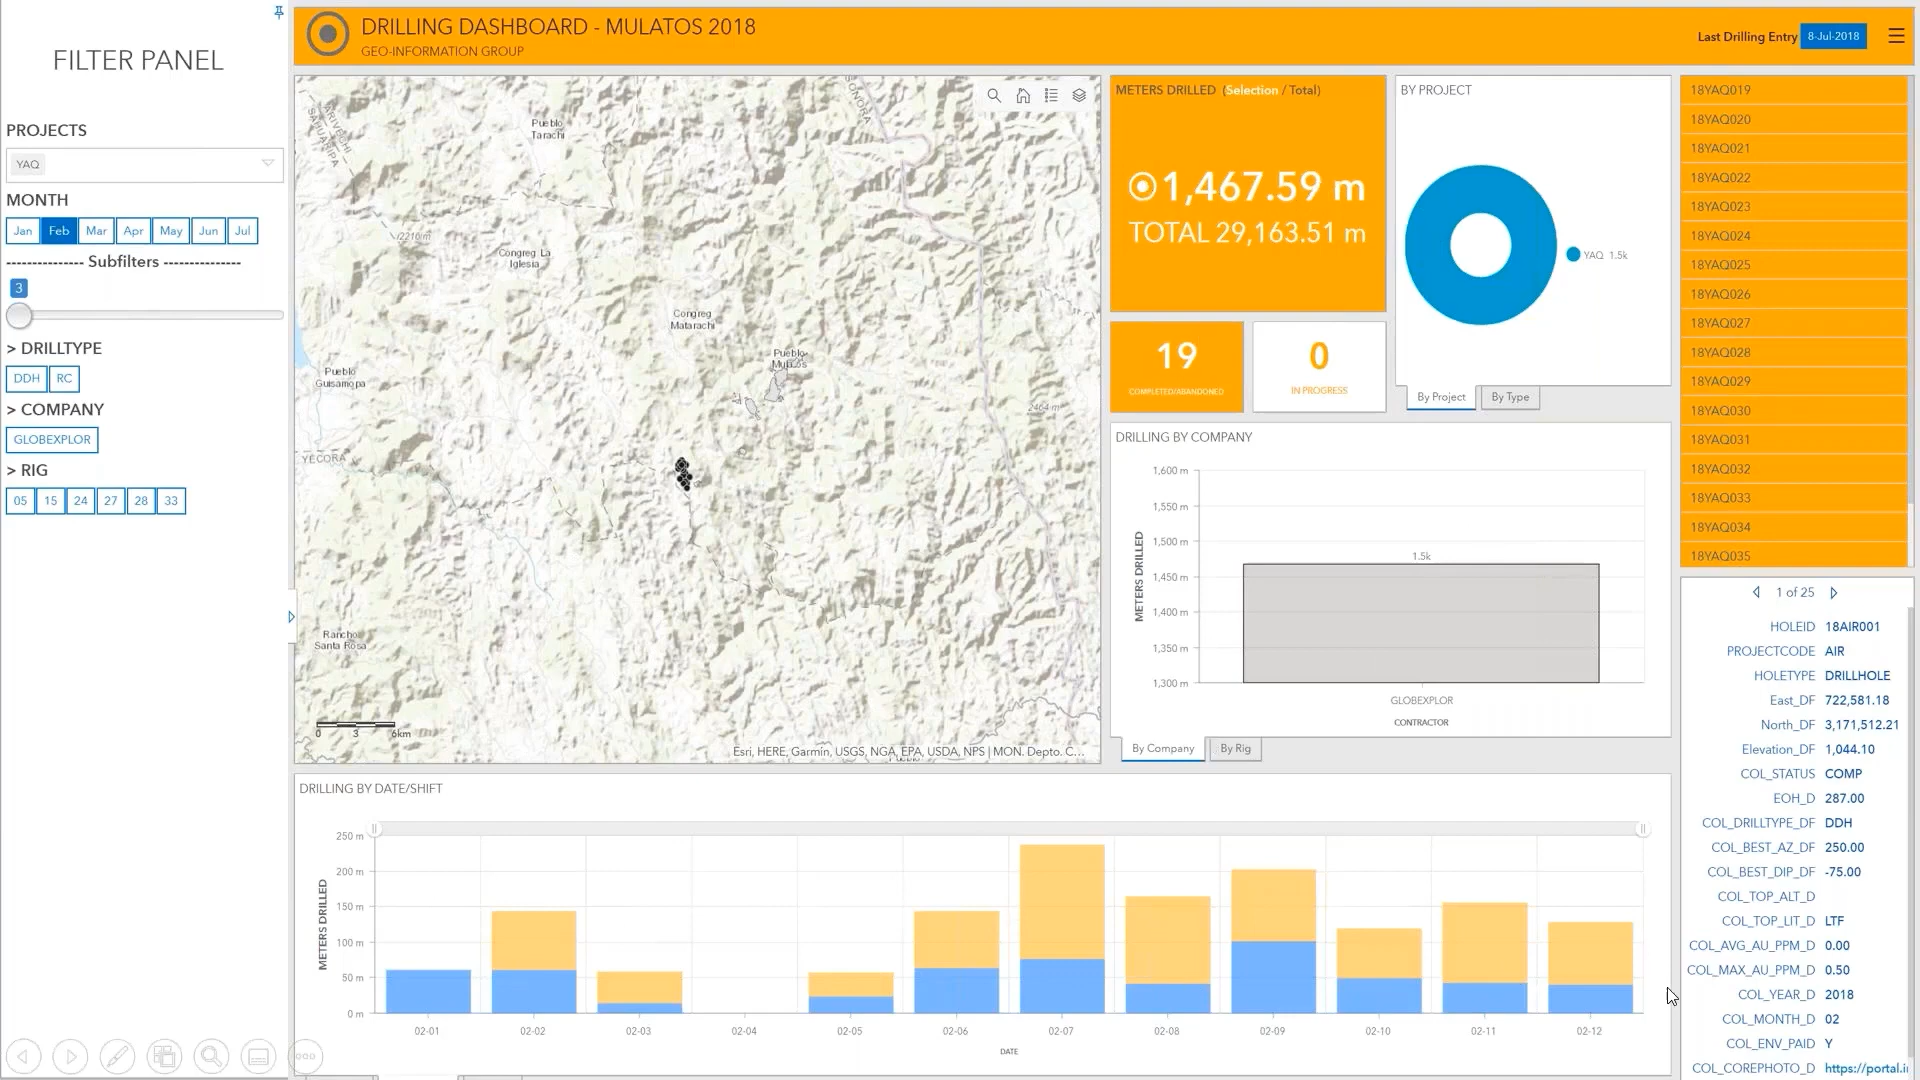 FILTER PANEL
PROJECTS
YAQ
MONTH
Jan Feb Mar Apr May Jun Jul
--------------- Subfilters ---------------
3
> DRILLTYPE
DDH RC
> COMPANY
GLOBEXPLOR
> RIG
05 15 24 27 28 33
DRILLING DASHBOARD - MULATOS 2018
GEO-INFORMATION GROUP
Last Drilling Entry 8-Jul-2018
SONORA
ARIVECHI
SAHUARIPA
Pueblo
Tarachi
2216 m
Congreg La
Iglesia
Congreg
Matarachi
Pueblo
Mulatos
Pueblo
Guisamopa
2464 m
YÉCORA
Rancho
Santa Rosa
0 3 6km
Esri, HERE, Garmin, USGS, NGA, EPA, USDA, NPS | MON. Depto. C...
Pueblo
METERS DRILLED (Selection / Total)
1,467.59 m
TOTAL 29,163.51 m
19
COMPLETED/ABANDONED
0
IN PROGRESS
BY PROJECT
YAQ 1.5k
By Project By Type
DRILLING BY COMPANY
METERS DRILLED
1,600 m
1,550 m
1,500 m
1,450 m
1,400 m
1,350 m
1,300 m
1.5k
GLOBEXPLOR
CONTRACTOR
By Company By Rig
DRILLING BY DATE/SHIFT
METERS DRILLED
250 m
200 m
150 m
100 m
50 m
0 m
02-01 02-02 02-03 02-04 02-05 02-06 02-07 02-08 02-09 02-10 02-11 02-12
DATE
18YAQ019
18YAQ020
18YAQ021
18YAQ022
18YAQ023
18YAQ024
18YAQ025
18YAQ026
18YAQ027
18YAQ028
18YAQ029
18YAQ030
18YAQ031
18YAQ032
18YAQ033
18YAQ034
18YAQ035
1 of 25
HOLEID 18AIR001
PROJECTCODE AIR
HOLETYPE DRILLHOLE
East_DF 722,581.18
North_DF 3,171,512.21
Elevation_DF 1,044.10
COL_STATUS COMP
EOH_D 287.00
COL_DRILLTYPE_DF DDH
COL_BEST_AZ_DF 250.00
COL_BEST_DIP_DF -75.00
COL_TOP_ALT_D
COL_TOP_LIT_D LTF
COL_AVG_AU_PPM_D 0.00
COL_MAX_AU_PPM_D 0.50
COL_YEAR_D 2018
COL_MONTH_D 02
COL_ENV_PAID Y
COL_COREPHOTO_D https://portal.i